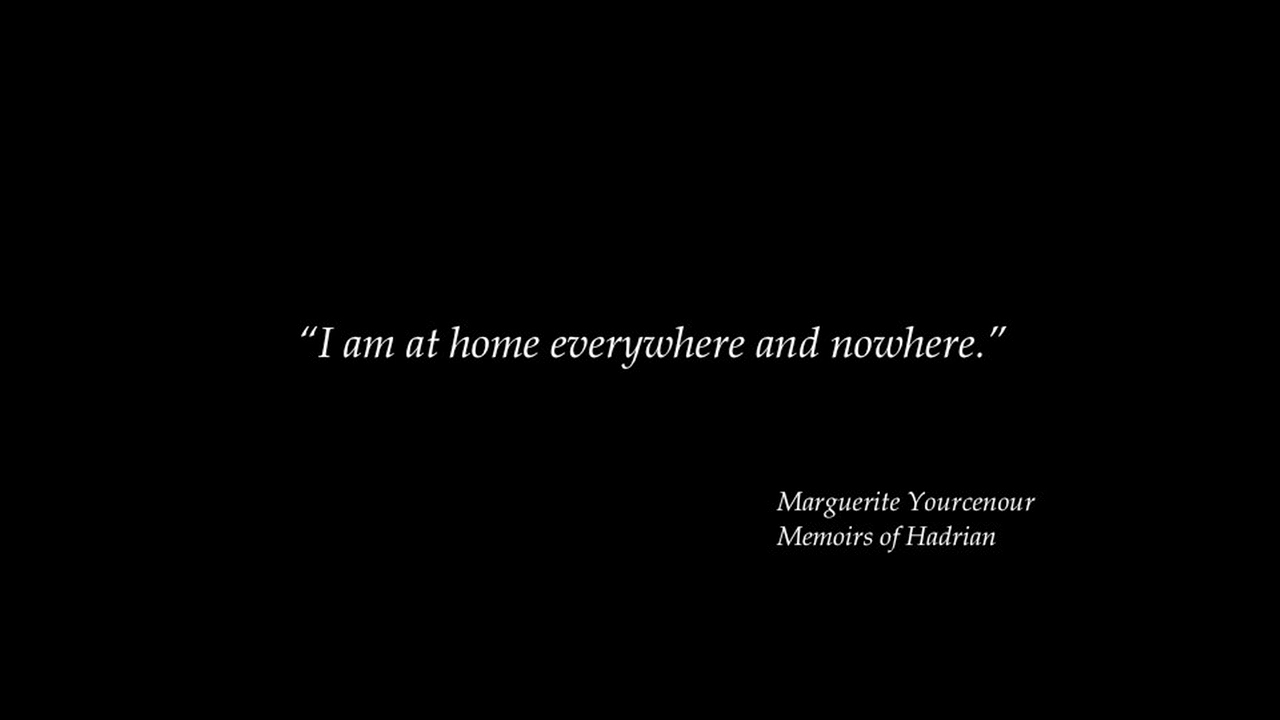 “I am at home everywhere and nowhere.”
Marguerite Yourcenour
Memoirs of Hadrian